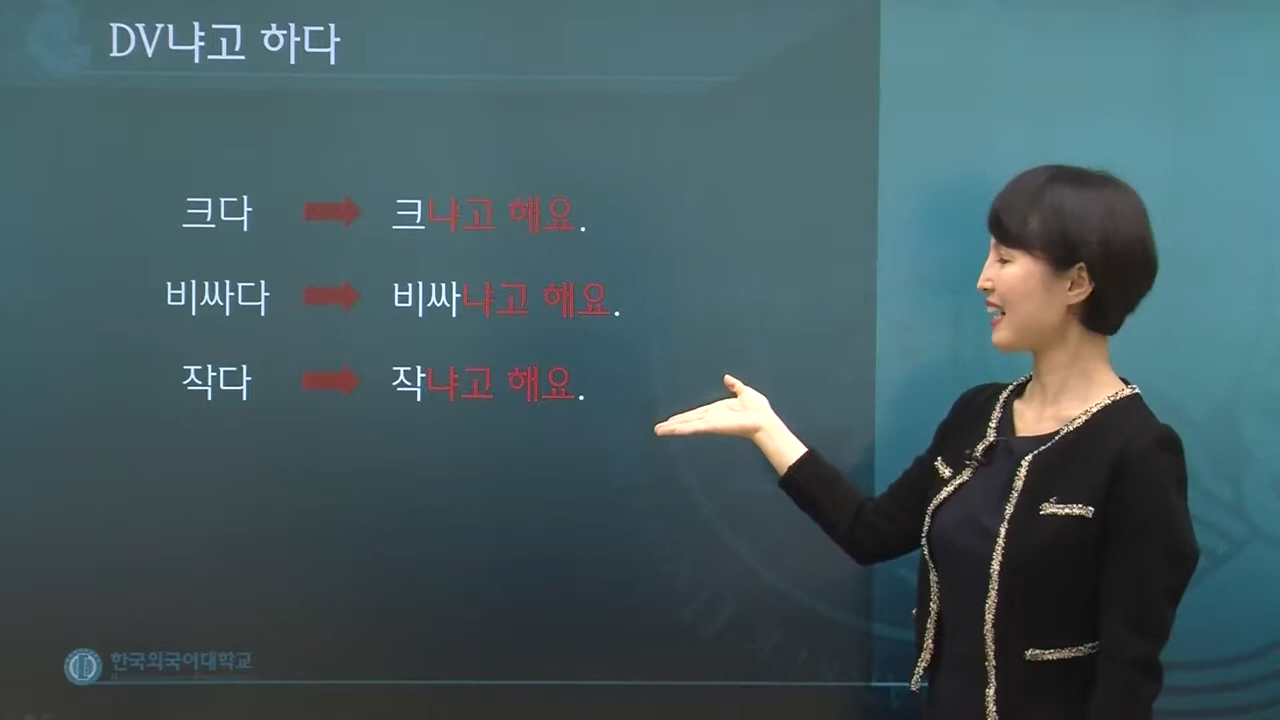 DV냐고 하다
크다 크냐고 해요.
비싸다 비싸냐고 해요.
작다 작냐고 해요.
한국외국어대학교